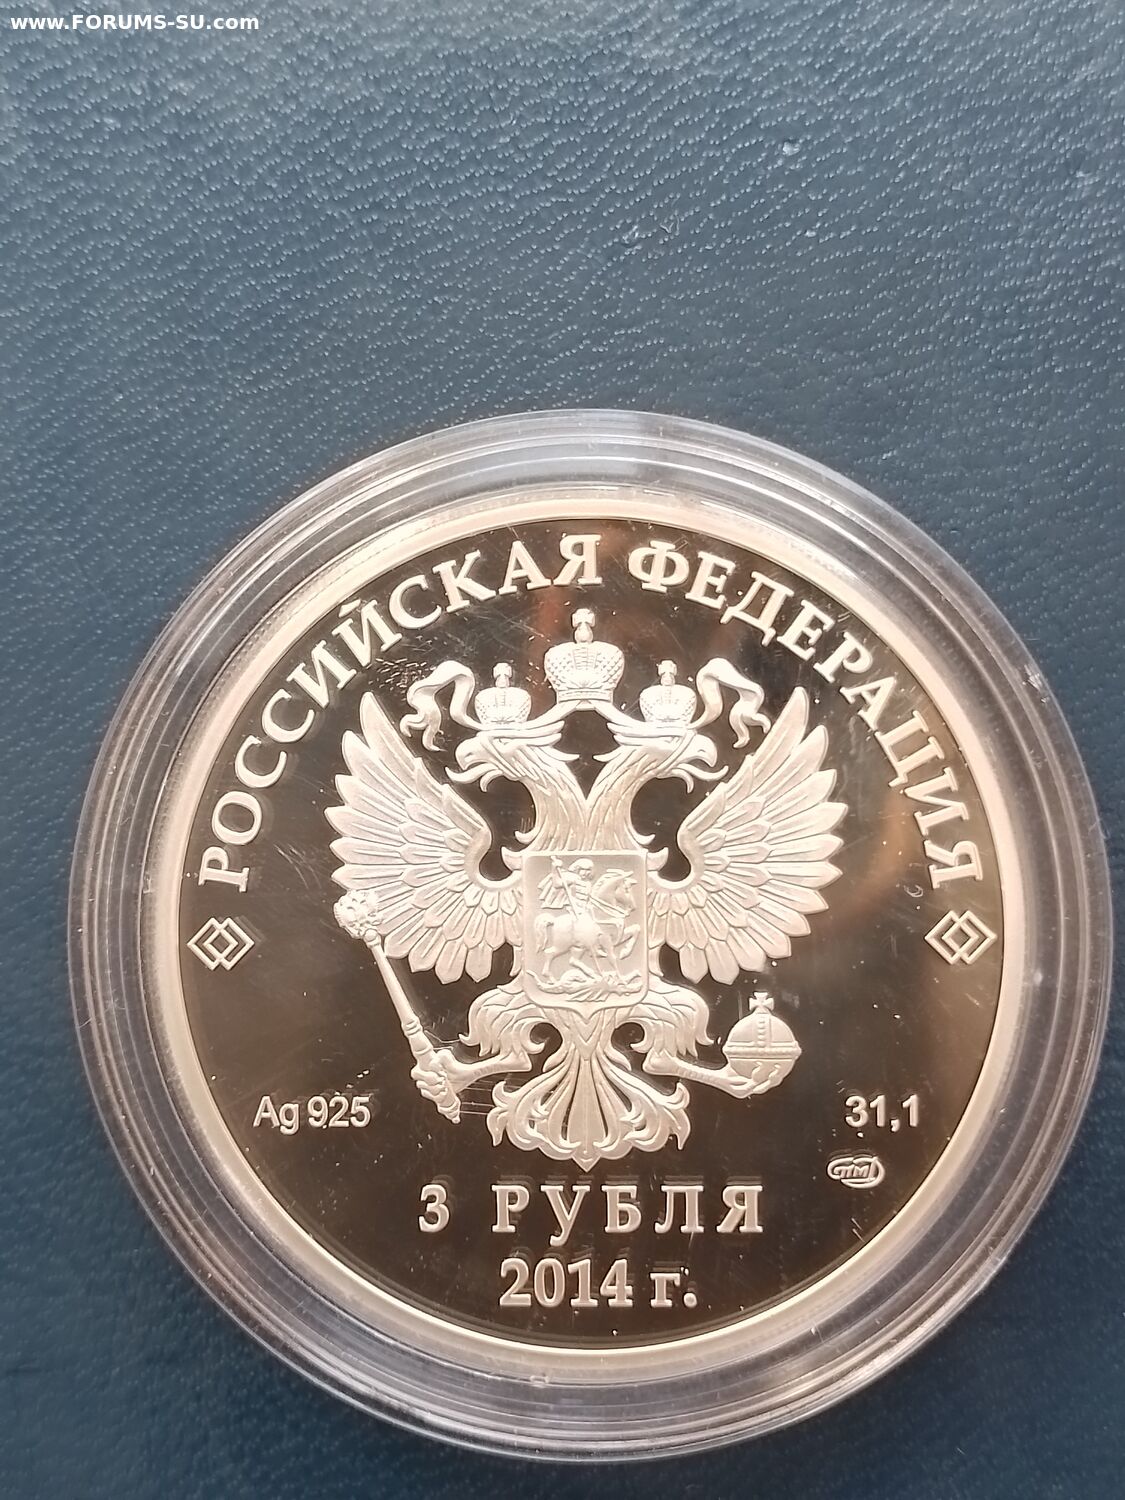 www.FORUMS-SU.com
РОССИЙСКАЯ ФЕДЕРАЦИЯ
Ag 925
31,1
СПМД
3 РУБЛЯ
2014 г.